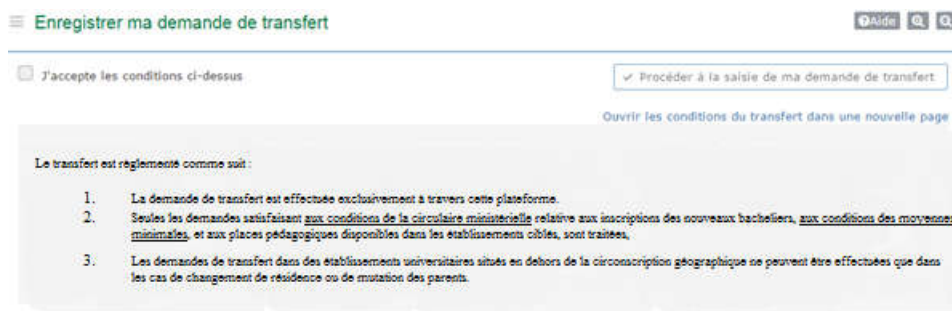 Enregistrer ma demande de transfert
Aide
J'accepte les conditions ci-dessus
Procéder à la saisie de ma demande de transfert
Ouvrir les conditions du transfert dans une nouvelle page
Le transfert est réglementé comme suit :
1. La demande de transfert est effectuée exclusivement à travers cette plateforme.
2. Seules les demandes satisfaisant aux conditions de la circulaire ministérielle relative aux inscriptions des nouveaux bacheliers, aux conditions des moyennes
minimales, et aux places pédagogiques disponibles dans les établissements ciblés, sont traitées,
3. Les demandes de transfert dans des établissements universitaires situés en dehors de la circonscription géographique ne peuvent être effectuées que dans
les cas de changement de résidence ou de mutation des parents.